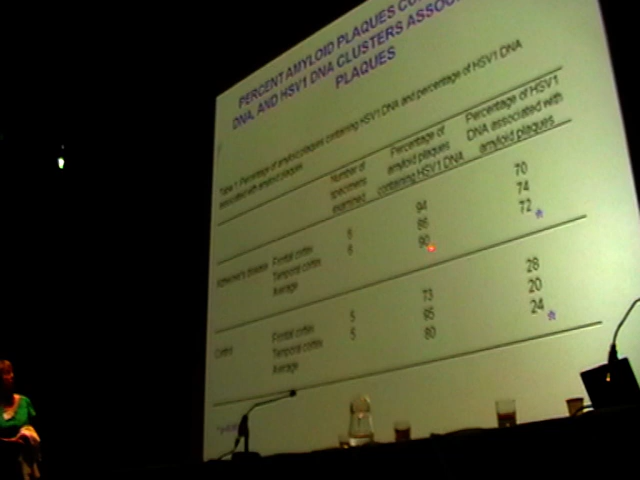 PERCENT AMYLOID PLAQUES
DNA, AND HSV1 DNA CLUSTERS
PLAQUES
Table 1. Percentage of amyloid plaques containing HSV1 DNA and percentage of HSV1 DNA
associated with amyloid plaques
Number of specimens examined
Percentage of amyloid plaques containing HSV1 DNA
Percentage of HSV1 DNA associated with amyloid plaques
Alzheimer's disease Frontal cortex 5 94 70
Temporal cortex 6 86 74
Average 90 72 *
Control Frontal cortex 5 73 28
Temporal cortex 5 85 20
Average 80 24 *